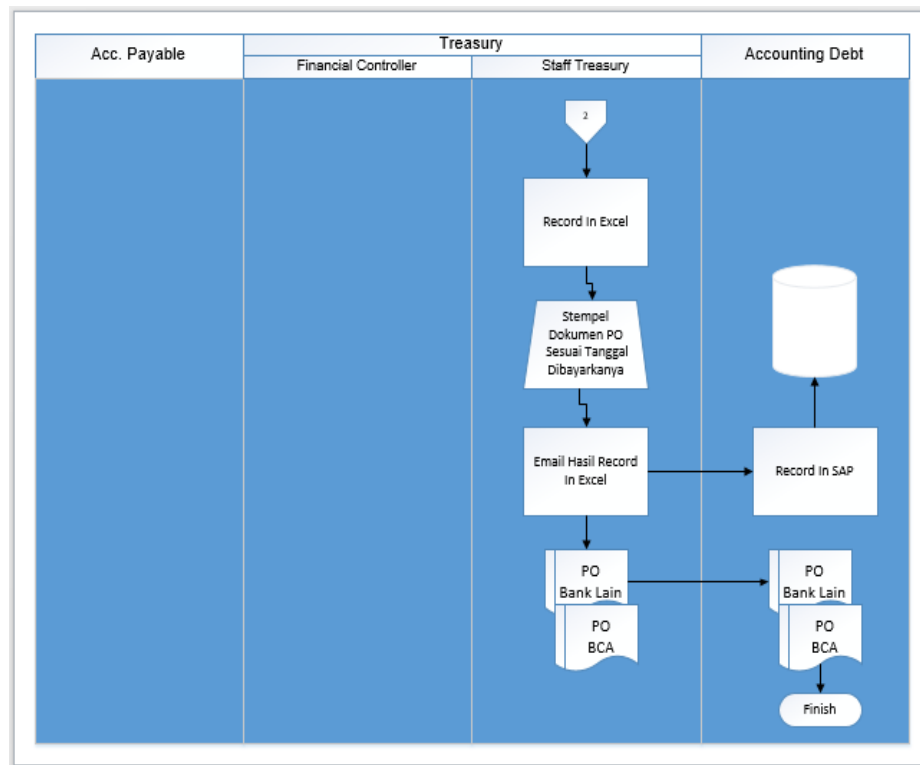 Acc. Payable
Treasury
Accounting Debt
Financial Controller
Staff Treasury
2
Record In Excel
Stempel
Dokumen PO
Sesuai Tanggal
Dibayarkanya
Email Hasil Record
In Excel
Record In SAP
PO
Bank Lain
PO
BCA
PO
Bank Lain
PO
BCA
Finish